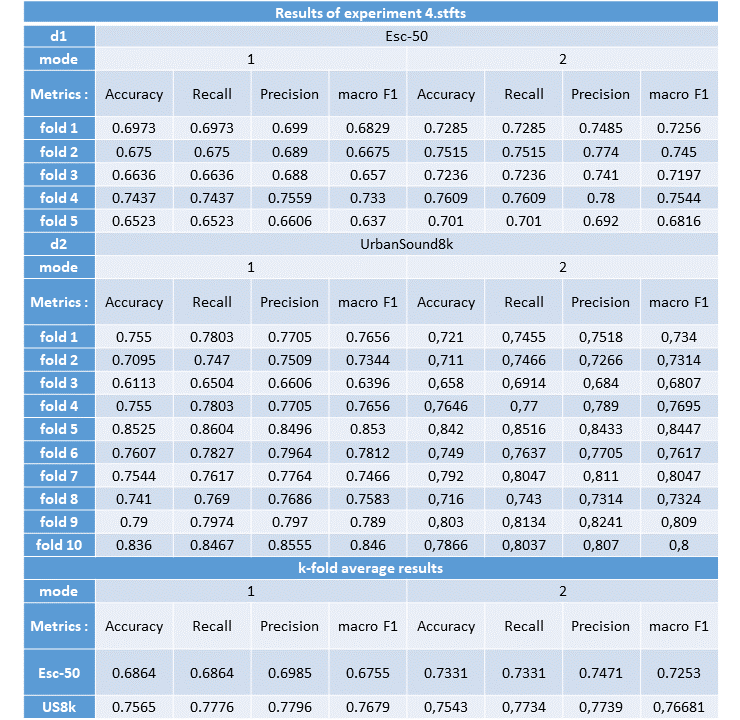 Results of experiment 4.stfts
d1 Esc-50
mode 1 2
Metrics : Accuracy Recall Precision macro F1 Accuracy Recall Precision macro F1
fold 1 0.6973 0.6973 0.699 0.6829 0.7285 0.7285 0.7485 0.7256
fold 2 0.675 0.675 0.689 0.6675 0.7515 0.7515 0.774 0.745
fold 3 0.6636 0.6636 0.688 0.657 0.7236 0.7236 0.741 0.7197
fold 4 0.7437 0.7437 0.7559 0.733 0.7609 0.7609 0.78 0.7544
fold 5 0.6523 0.6523 0.6606 0.637 0.701 0.701 0.692 0.6816
d2 UrbanSound8k
mode 1 2
Metrics : Accuracy Recall Precision macro F1 Accuracy Recall Precision macro F1
fold 1 0.755 0.7803 0.7705 0.7656 0,721 0,7455 0,7518 0,734
fold 2 0.7095 0.747 0.7509 0.7344 0,711 0,7466 0,7266 0,7314
fold 3 0.6113 0.6504 0.6606 0.6396 0,658 0,6914 0,684 0,6807
fold 4 0.755 0.7803 0.7705 0.7656 0,7646 0,77 0,789 0,7695
fold 5 0.8525 0.8604 0.8496 0.853 0,842 0,8516 0,8433 0,8447
fold 6 0.7607 0.7827 0.7964 0.7812 0,749 0,7637 0,7705 0,7617
fold 7 0.7544 0.7617 0.7764 0.7466 0,792 0,8047 0,811 0,8047
fold 8 0.741 0.769 0.7686 0.7583 0,716 0,743 0,7314 0,7324
fold 9 0.79 0.7974 0.797 0.789 0,803 0,8134 0,8241 0,809
fold 10 0.836 0.8467 0.8555 0.846 0,7866 0,8037 0,807 0,8
k-fold average results
mode 1 2
Metrics : Accuracy Recall Precision macro F1 Accuracy Recall Precision macro F1
Esc-50 0.6864 0.6864 0.6985 0.6755 0.7331 0.7331 0.7471 0.7253
US8k 0.7565 0.7776 0.7796 0.7679 0,7543 0,7734 0,7739 0,76681